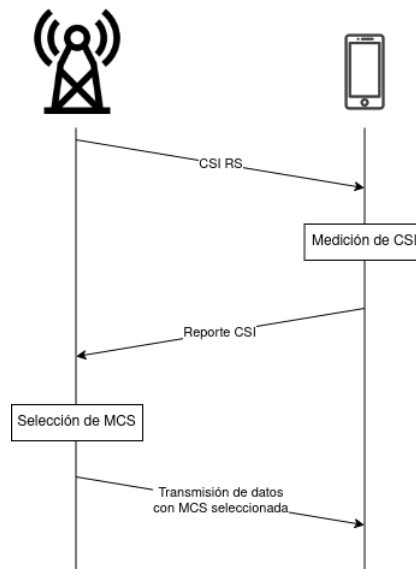 CSI RS
Medición de CSI
Reporte CSI
Selección de MCS
Transmisión de datos
con MCS seleccionada